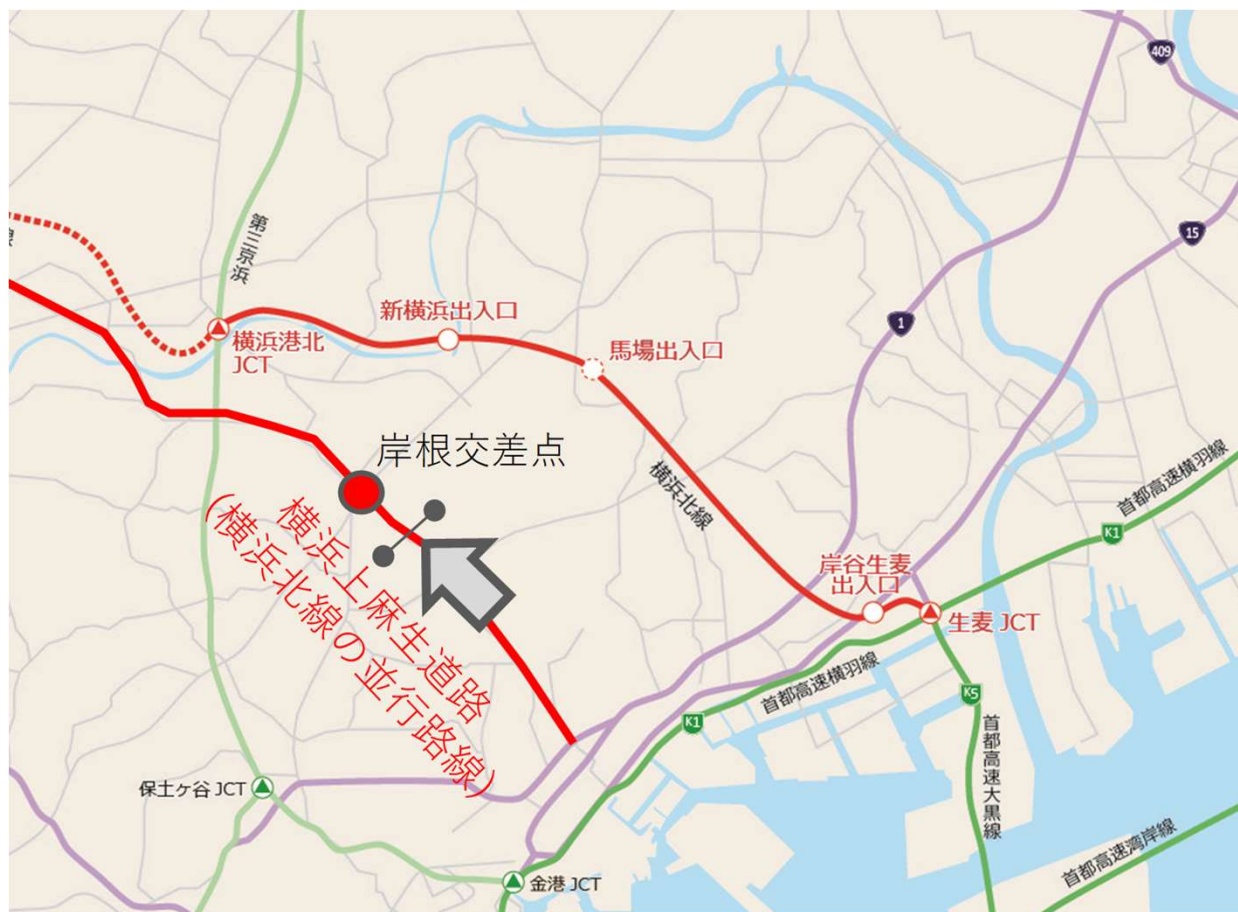 409
15
第三京浜
線
新横浜出入口
横浜港北
JCT
馬場出入口
1
岸根交差点
横浜北線
首都高速横羽線
K1
横浜上麻生道路
(横浜北線の並行路線)
岸谷生麦
出入口
生麦 JCT
首都高速横羽線
K1
K5
首都高速大黒線
保土ヶ谷 JCT
首都高速湾岸線
金港 JCT